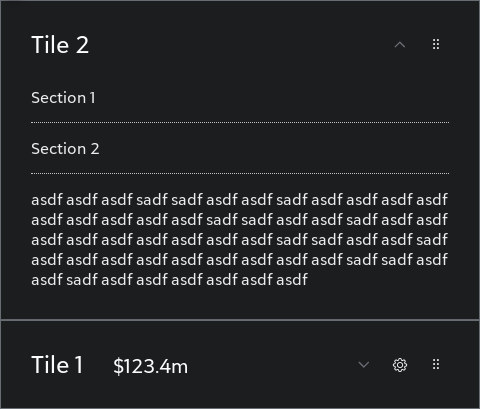 Tile 2
Section 1
Section 2
asdf asdf asdf sadf sadf asdf asdf sadf asdf asdf asdf asdf
asdf asdf asdf asdf asdf sadf sadf asdf asdf sadf asdf asdf
asdf asdf asdf asdf asdf asdf asdf sadf sadf asdf asdf sadf
asdf asdf asdf asdf asdf asdf asdf asdf asdf sadf sadf asdf
asdf sadf asdf asdf asdf asdf asdf asdf
Tile 1 $123.4m